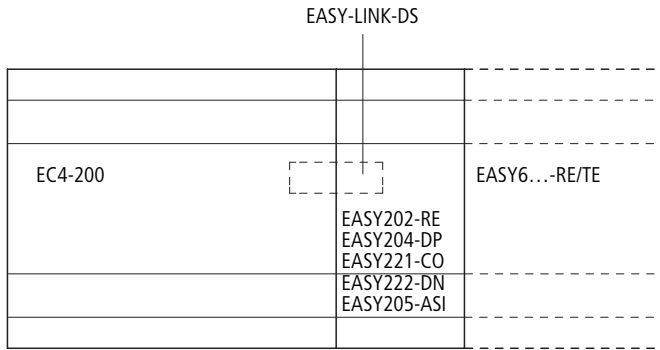 EASY-LINK-DS
EC4-200
EASY6…-RE/TE
EASY202-RE
EASY204-DP
EASY221-CO
EASY222-DN
EASY205-ASI